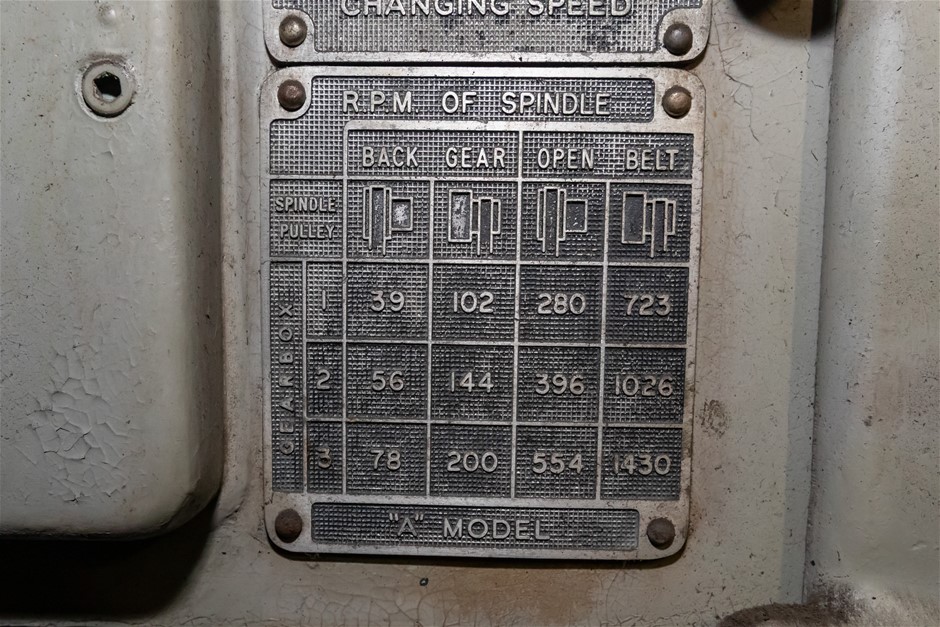 CHANGING SPEED
R.P.M. OF SPINDLE
BACK GEAR OPEN BELT
SPINDLE
PULLEY
GEARBOX
1 39 102 280 723
2 56 144 396 1026
3 78 200 554 1430
"A" MODEL